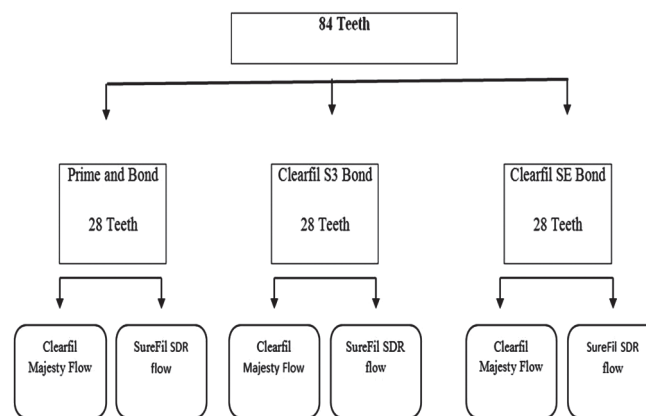 84 Teeth
Prime and Bond
28 Teeth
Clearfil S3 Bond
28 Teeth
Clearfil SE Bond
28 Teeth
Clearfil
Majesty Flow
SureFil SDR
flow
Clearfil
Majesty Flow
SureFil SDR
flow
Clearfil
Majesty Flow
SureFil SDR
flow